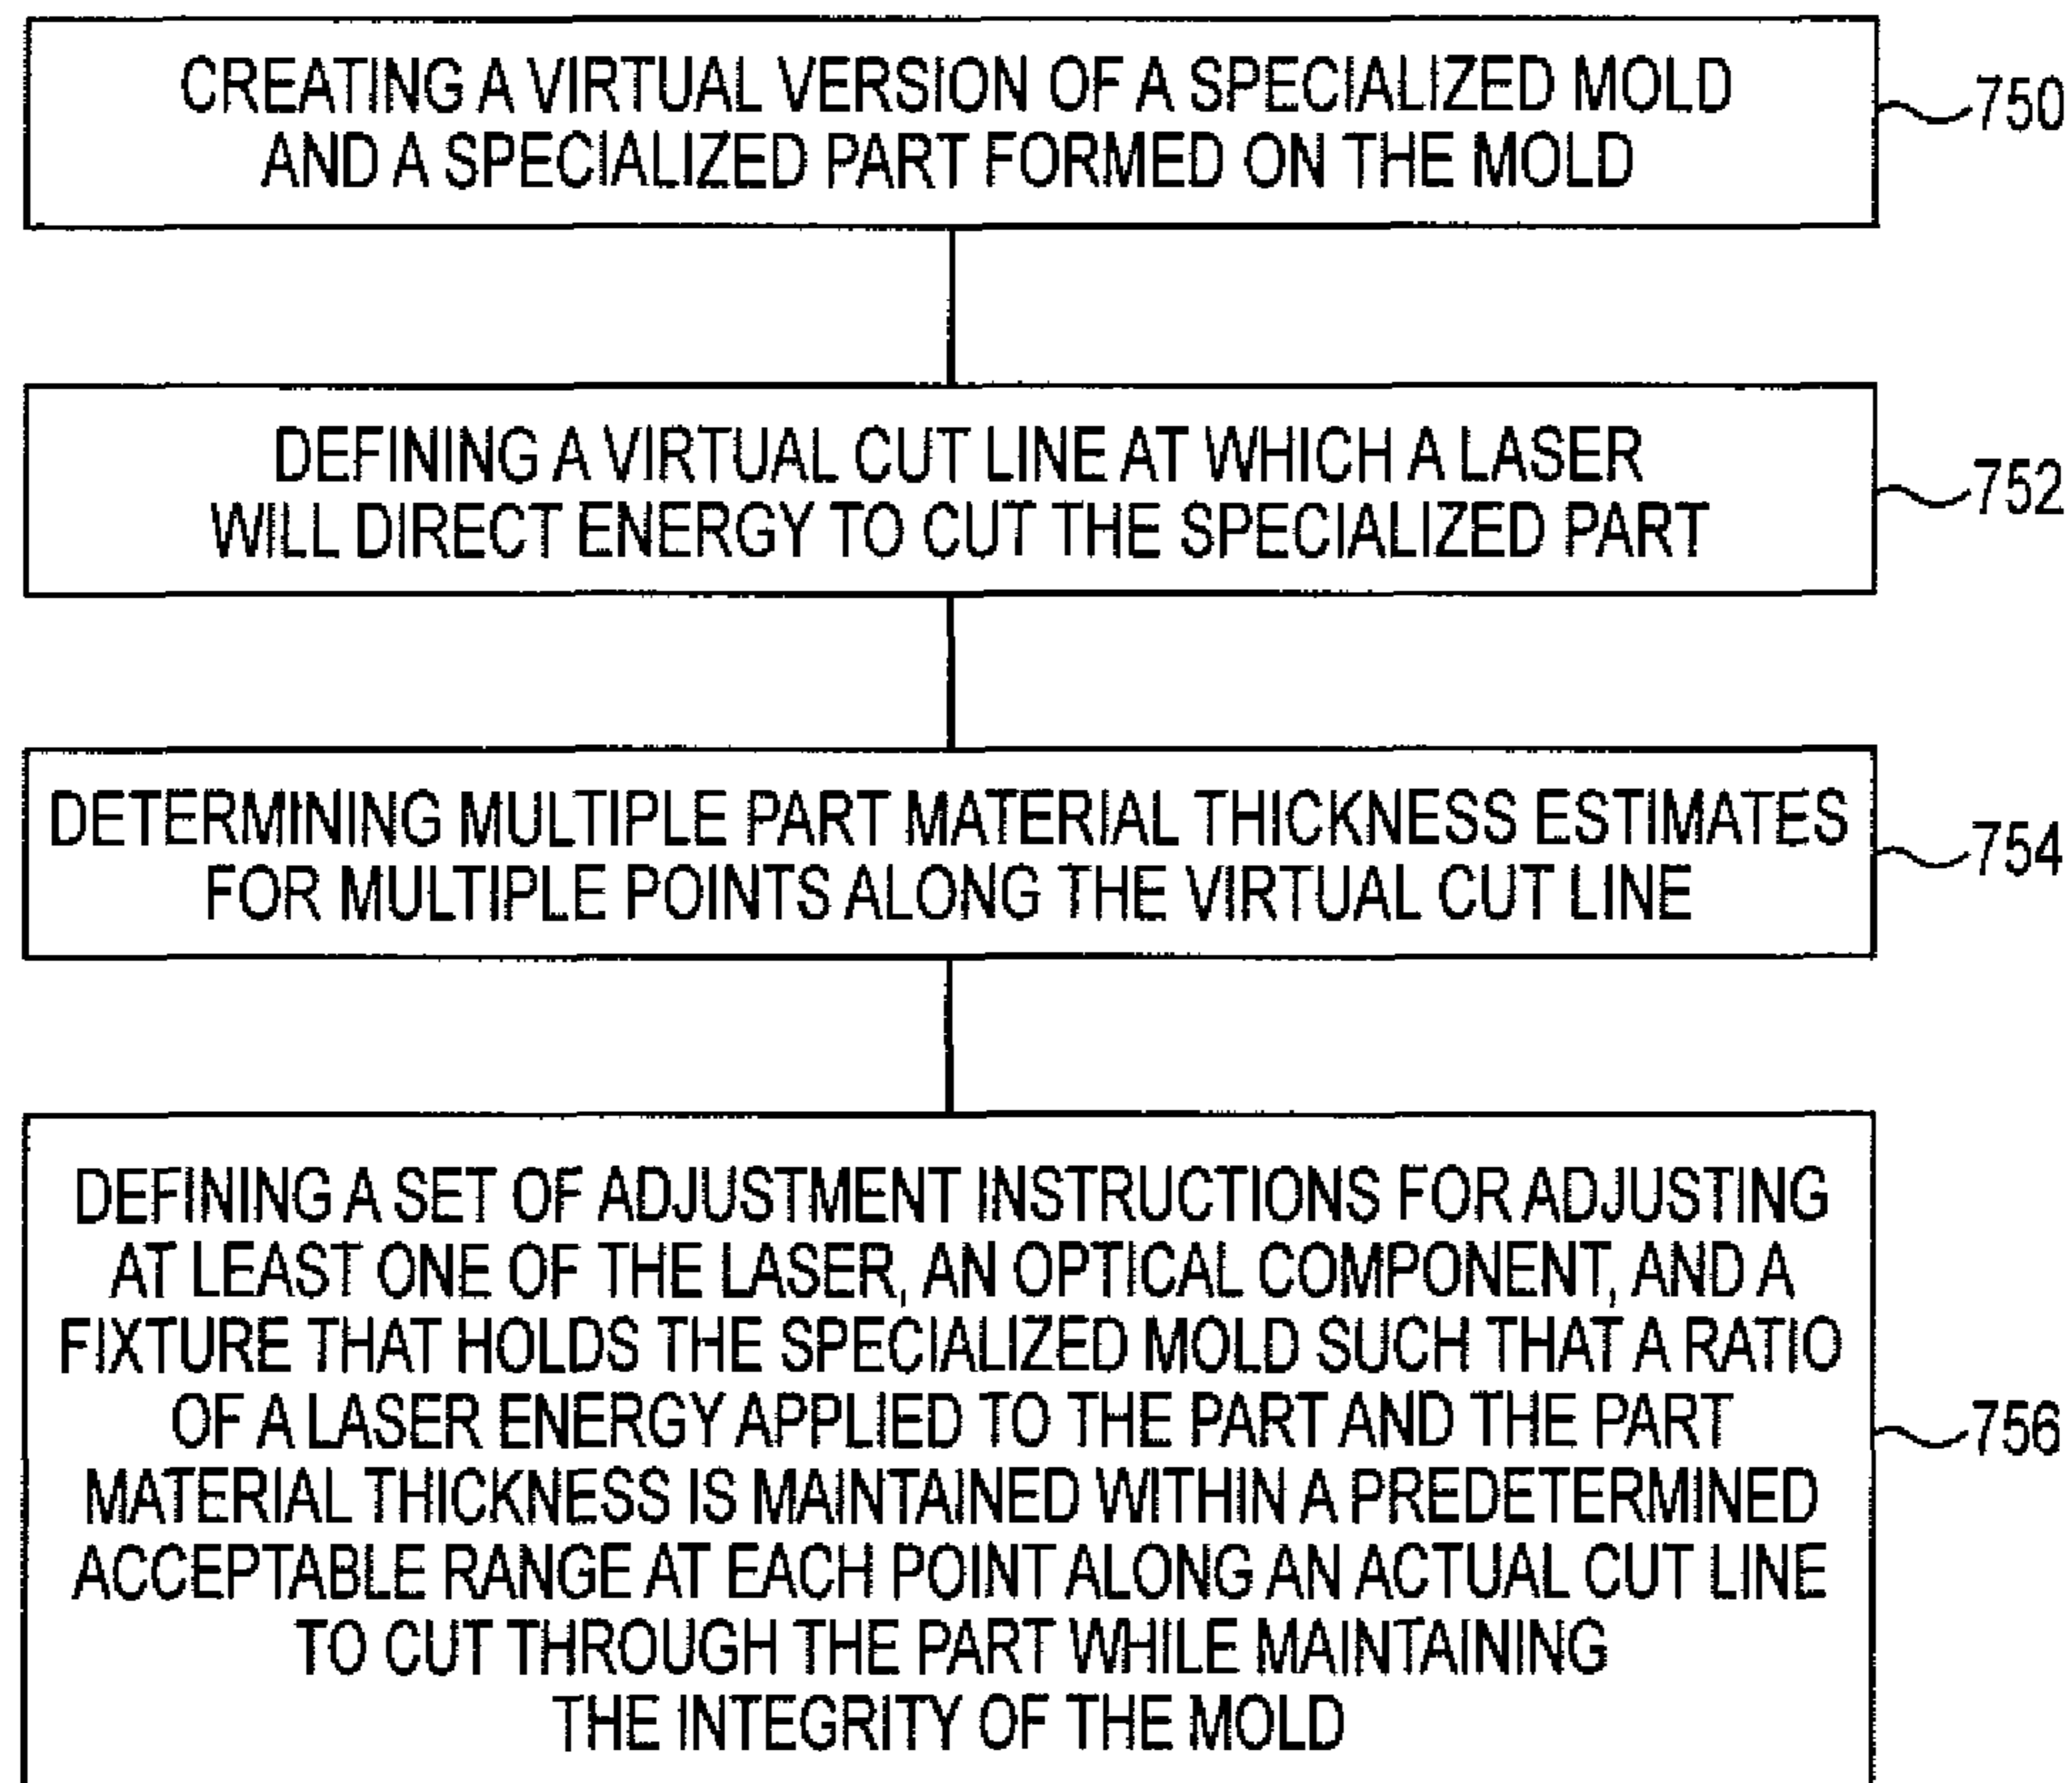 CREATING A VIRTUAL VERSION OF A SPECIALIZED MOLD
AND A SPECIALIZED PART FORMED ON THE MOLD
750
DEFINING A VIRTUAL CUT LINE AT WHICH A LASER
WILL DIRECT ENERGY TO CUT THE SPECIALIZED PART
752
DETERMINING MULTIPLE PART MATERIAL THICKNESS ESTIMATES
FOR MULTIPLE POINTS ALONG THE VIRTUAL CUT LINE
754
DEFINING A SET OF ADJUSTMENT INSTRUCTIONS FOR ADJUSTING
AT LEAST ONE OF THE LASER, AN OPTICAL COMPONENT, AND A
FIXTURE THAT HOLDS THE SPECIALIZED MOLD SUCH THAT A RATIO
OF A LASER ENERGY APPLIED TO THE PART AND THE PART
MATERIAL THICKNESS IS MAINTAINED WITHIN A PREDETERMINED
ACCEPTABLE RANGE AT EACH POINT ALONG AN ACTUAL CUT LINE
TO CUT THROUGH THE PART WHILE MAINTAINING
THE INTEGRITY OF THE MOLD
756